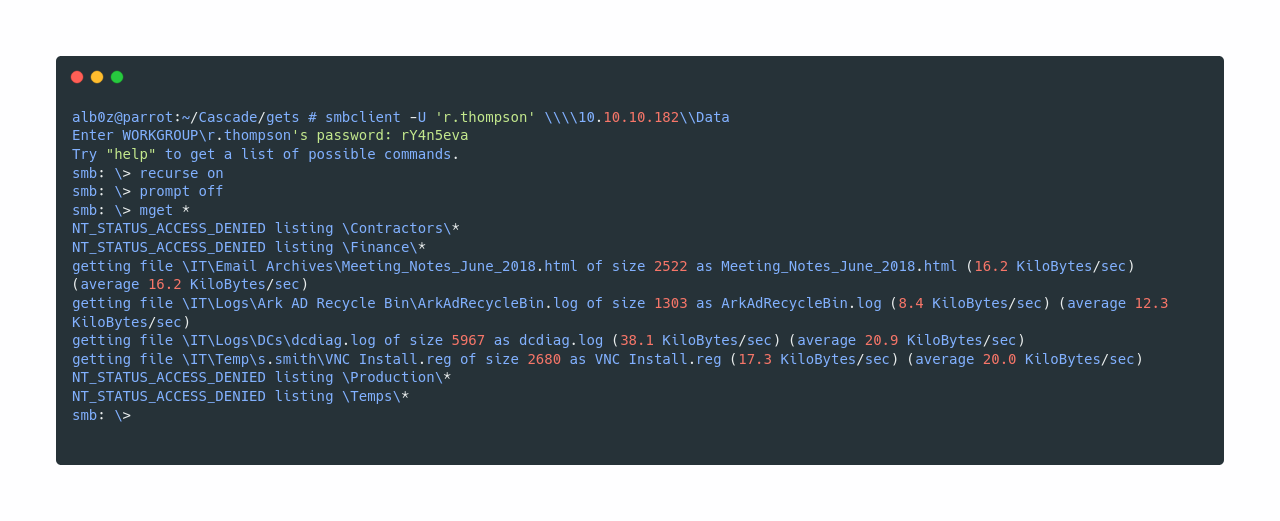 alb0z@parrot:~/Cascade/gets # smbclient -U 'r.thompson' \\\\10.10.10.182\\Data
Enter WORKGROUP\r.thompson's password: rY4n5eva
Try "help" to get a list of possible commands.
smb: \> recurse on
smb: \> prompt off
smb: \> mget *
NT_STATUS_ACCESS_DENIED listing \Contractors\*
NT_STATUS_ACCESS_DENIED listing \Finance\*
getting file \IT\Email Archives\Meeting_Notes_June_2018.html of size 2522 as Meeting_Notes_June_2018.html (16.2 KiloBytes/sec)
(average 16.2 KiloBytes/sec)
getting file \IT\Logs\Ark AD Recycle Bin\ArkAdRecycleBin.log of size 1303 as ArkAdRecycleBin.log (8.4 KiloBytes/sec) (average 12.3
KiloBytes/sec)
getting file \IT\Logs\DCs\dcdiag.log of size 5967 as dcdiag.log (38.1 KiloBytes/sec) (average 20.9 KiloBytes/sec)
getting file \IT\Temp\s.smith\VNC Install.reg of size 2680 as VNC Install.reg (17.3 KiloBytes/sec) (average 20.0 KiloBytes/sec)
NT_STATUS_ACCESS_DENIED listing \Production\*
NT_STATUS_ACCESS_DENIED listing \Temps\*
smb: \>